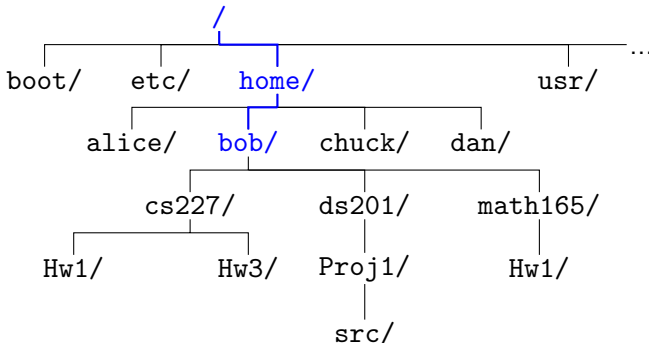 /
boot/ etc/ home/ usr/ ...
alice/ bob/ chuck/ dan/
cs227/ ds201/ math165/
Hw1/ Hw3/ Proj1/ Hw1/
src/